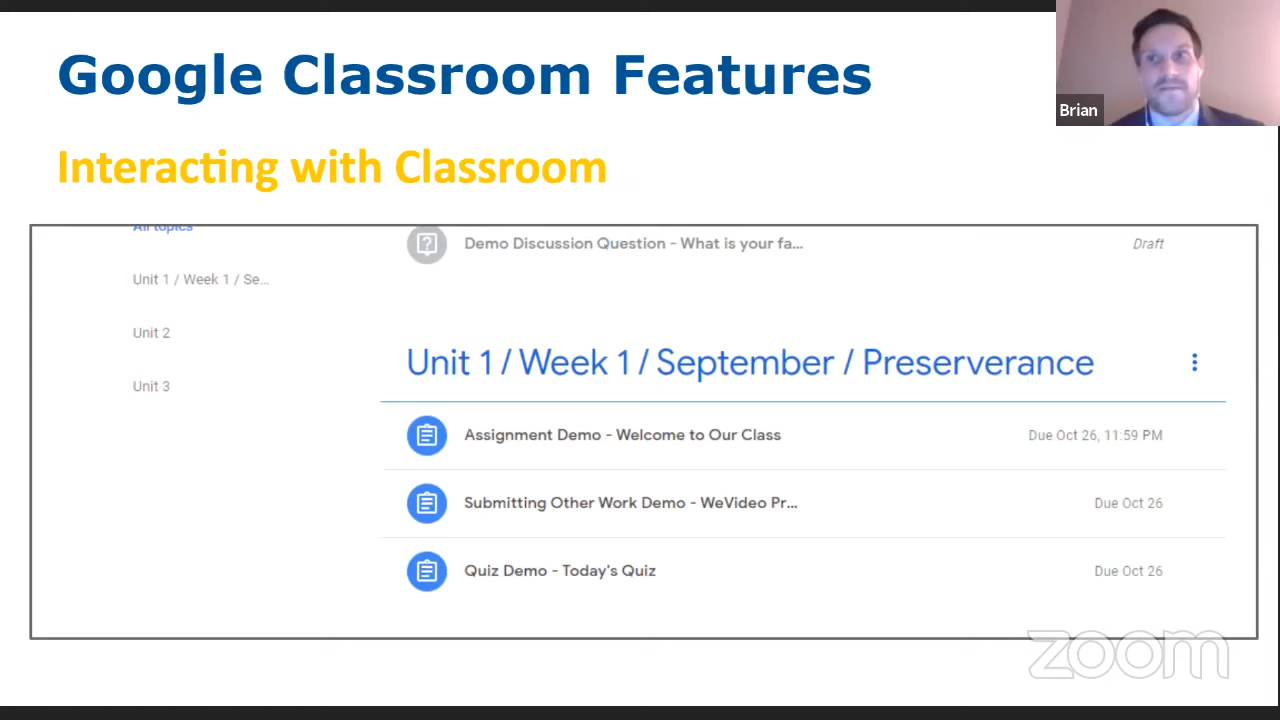 Google Classroom Features
Brian
Interacting with Classroom
All topics
Demo Discussion Question - What is your fa...
Draft
Unit 1 / Week 1 / Se...
Unit 2
Unit 3
Unit 1 / Week 1 / September / Preserverance
Assignment Demo - Welcome to Our Class
Due Oct 26, 11:59 PM
Submitting Other Work Demo - WeVideo Pr...
Due Oct 26
Quiz Demo - Today's Quiz
Due Oct 26
zoom